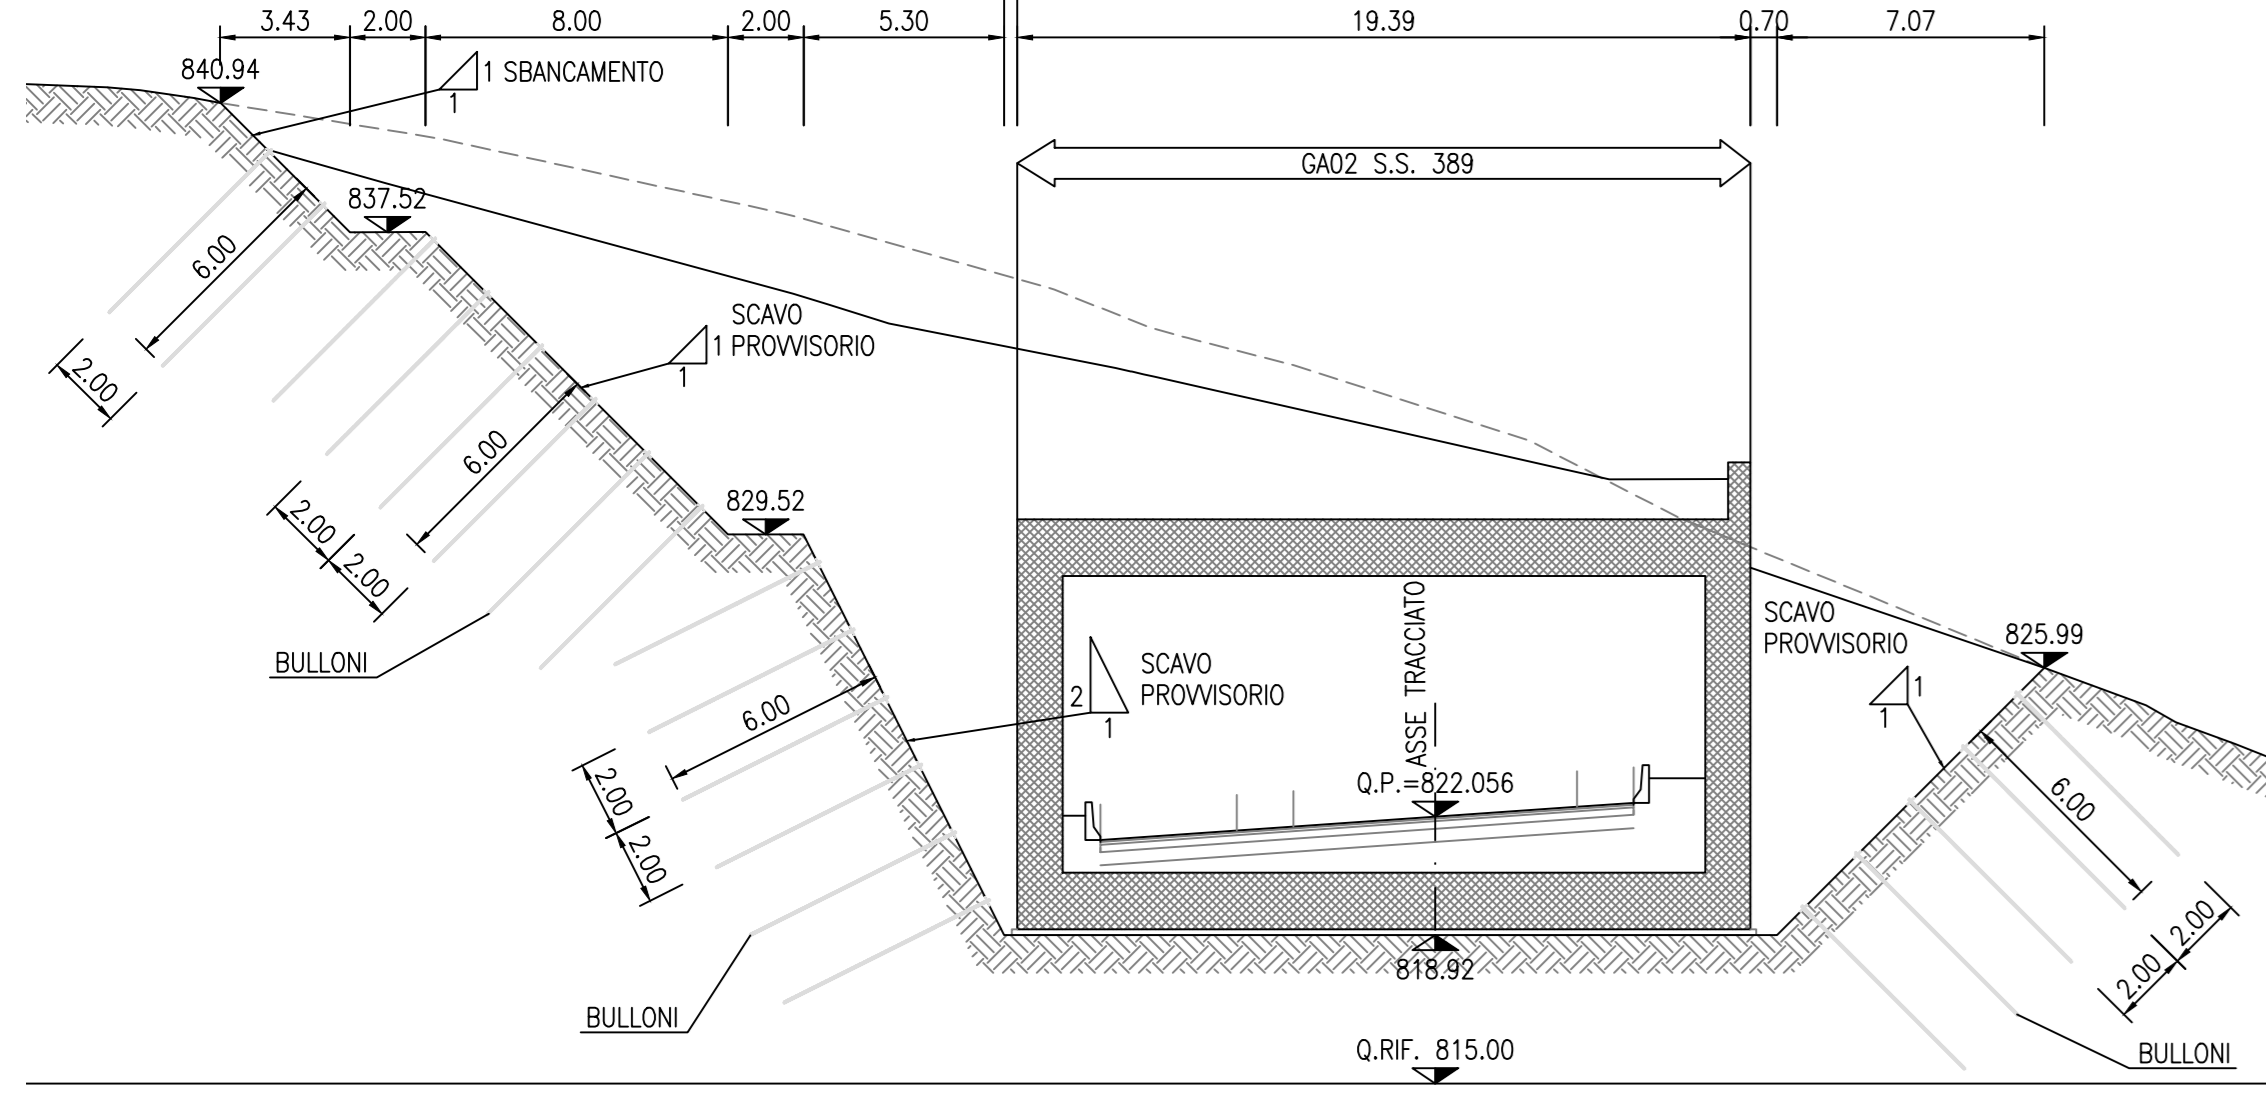 3.43 2.00 8.00 2.00 5.30 19.39 0.70 7.07
840.94
1 SBANCAMENTO
1
GA02 S.S. 389
837.52
6.00
SCAVO
1 PROVVISORIO
1
2.00
6.00
829.52
2.00
2.00
BULLONI
ASSE TRACCIATO
SCAVO
PROVVISORIO
825.99
SCAVO
2 PROVVISORIO
1
1
1
6.00
Q.P.=822.056
6.00
2.00
2.00
2.00
2.00
818.92
BULLONI
Q.RIF. 815.00
BULLONI